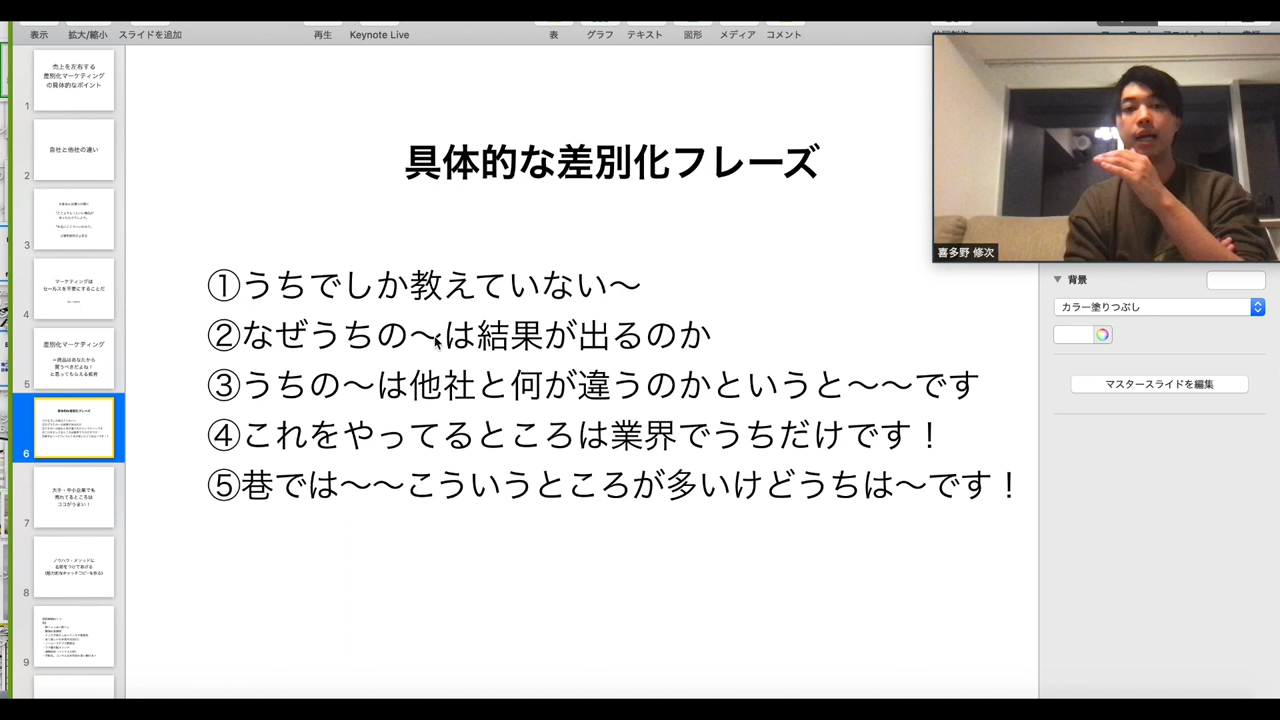 表示
拡大/縮小
スライドを追加
再生
Keynote Live
表
グラフ
テキスト
図形
メディア
コメント
売上を左右する
差別化マーケティング
の具体的なポイント
1
自社と他社の違い
2
3
マーケティングは
セールスを不要にすることだ
4
差別化マーケティング
＝商品はあなたから
買うべきだよね！
と思ってもらえる技術
5
具体的な差別化フレーズ
6
大手・中小企業でも
売れてるところは
ココがうまい！
7
ノウハウ・メソッドに
名前をつけてあげる
(魅力的なキャッチコピーを作る)
8
9
具体的な差別化フレーズ
①うちでしか教えていない〜
②なぜうちの〜は結果が出るのか
③うちの〜は他社と何が違うのかというと〜〜です
④これをやってるところは業界でうちだけです！
⑤巷では〜〜こういうところが多いけどうちは〜です！
喜多野 修次
背景
カラー塗りつぶし
マスタースライドを編集